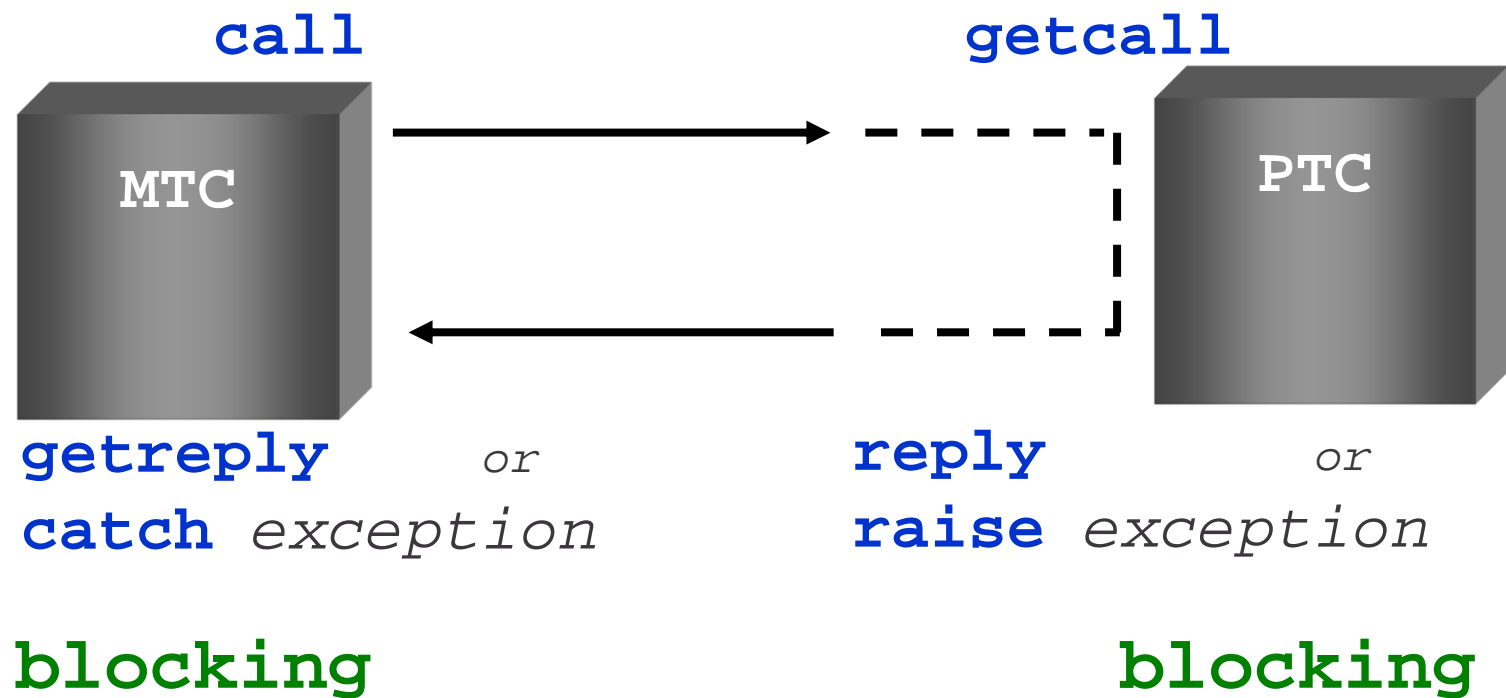 call getcall
MTC PTC
getreply or reply or
catch exception raise exception
blocking blocking